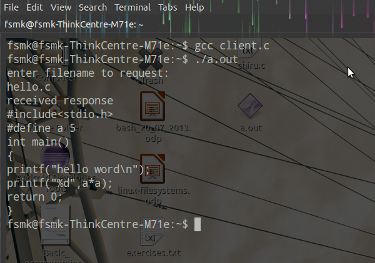 File Edit View Search Terminal Tabs Help
fsmk@fsmk-ThinkCentre-M71e: ~
fsmk@fsmk-ThinkCentre-M71e:~$ gcc client.c
fsmk@fsmk-ThinkCentre-M71e:~$ ./a.out
enter filename to request:
hello.c
received response
#include<stdio.h>
#define a 5
int main()
{
printf("hello word\n");
printf("%d",a*a);
return 0;
}
fsmk@fsmk-ThinkCentre-M71e:~$
bash_20_07_2013.odp
a.out
linux-filesystems.odp
exercises.txt